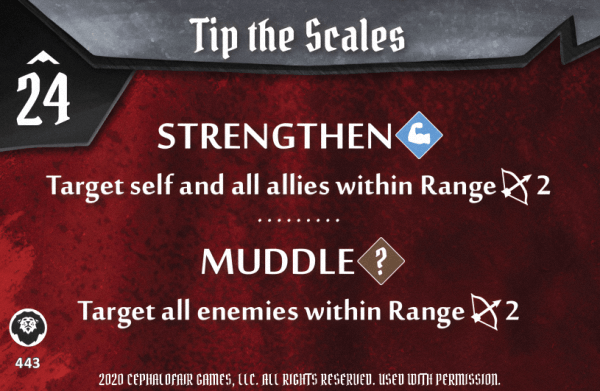 Tip the Scales
24
STRENGTHEN
Target self and all allies within Range 2
MUDDLE ?
Target all enemies within Range 2
443
2020 CEPHALOFAIR GAMES, LLC. ALL RIGHTS RESERVED. USED WITH PERMISSION.